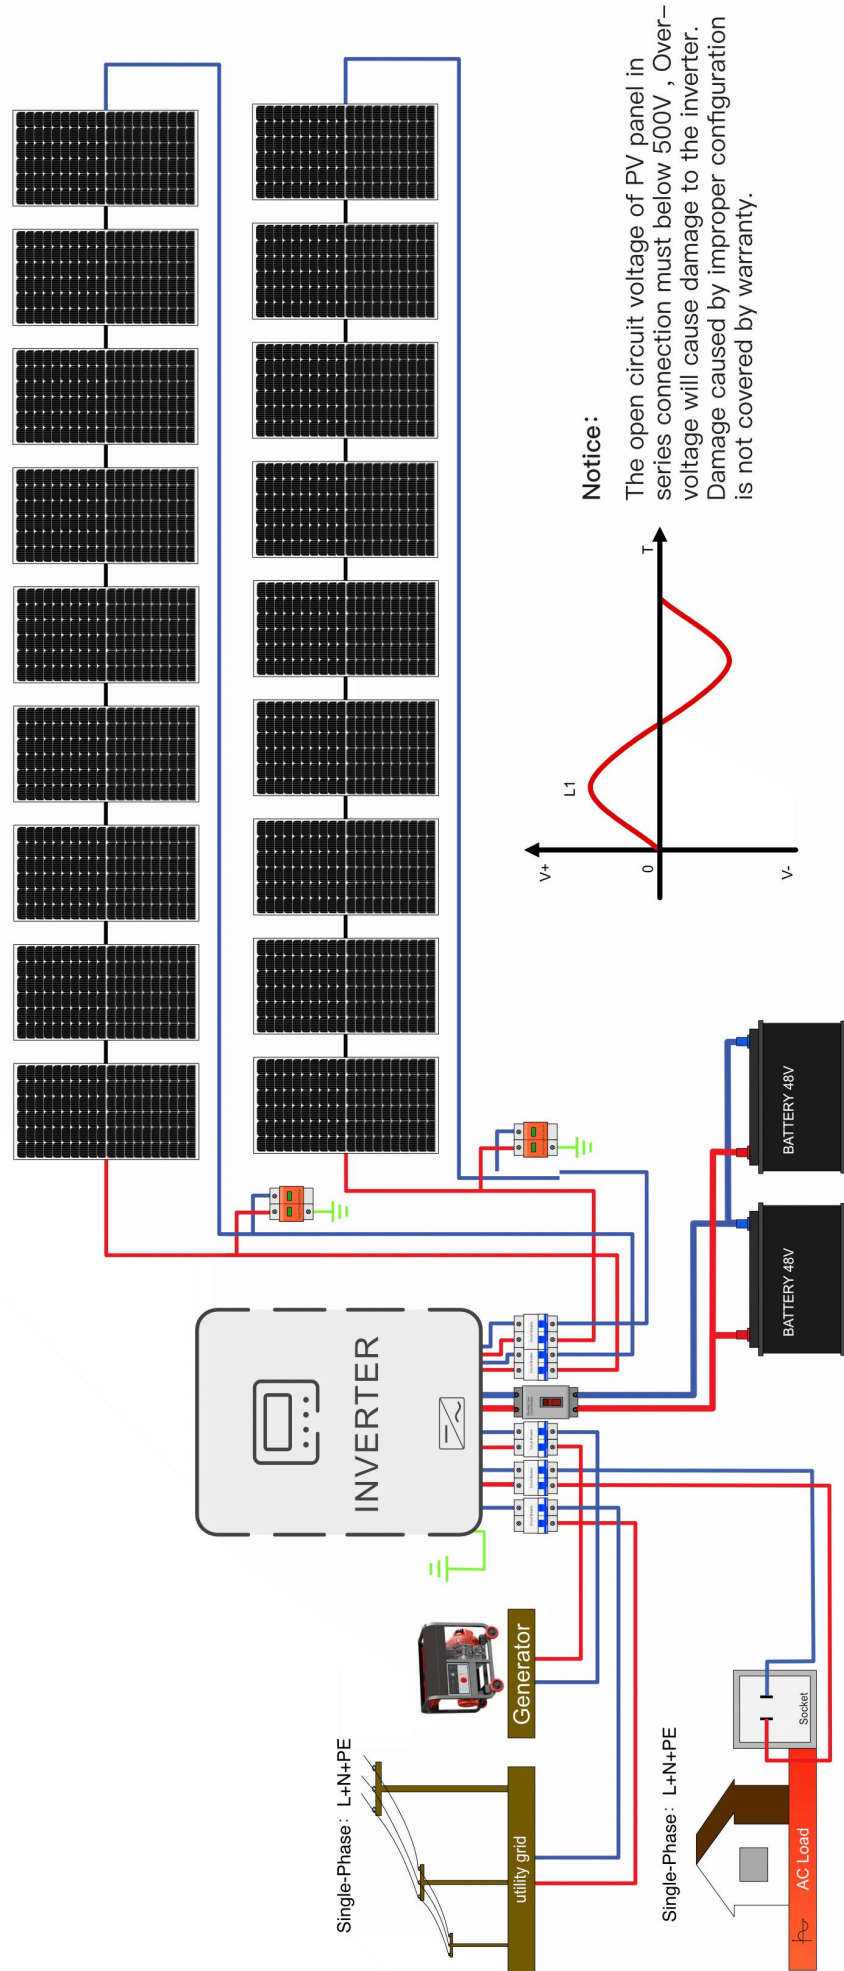 Single-Phase: L+N+PE
utility grid
Generator
INVERTER
Single-Phase: L+N+PE
AC Load
Socket
BATTERY 48V
BATTERY 48V
V+
0
V-
L1
T
Notice:
The open circuit voltage of PV panel in
series connection must below 500V , Over-
voltage will cause damage to the inverter.
Damage caused by improper configuration
is not covered by warranty.